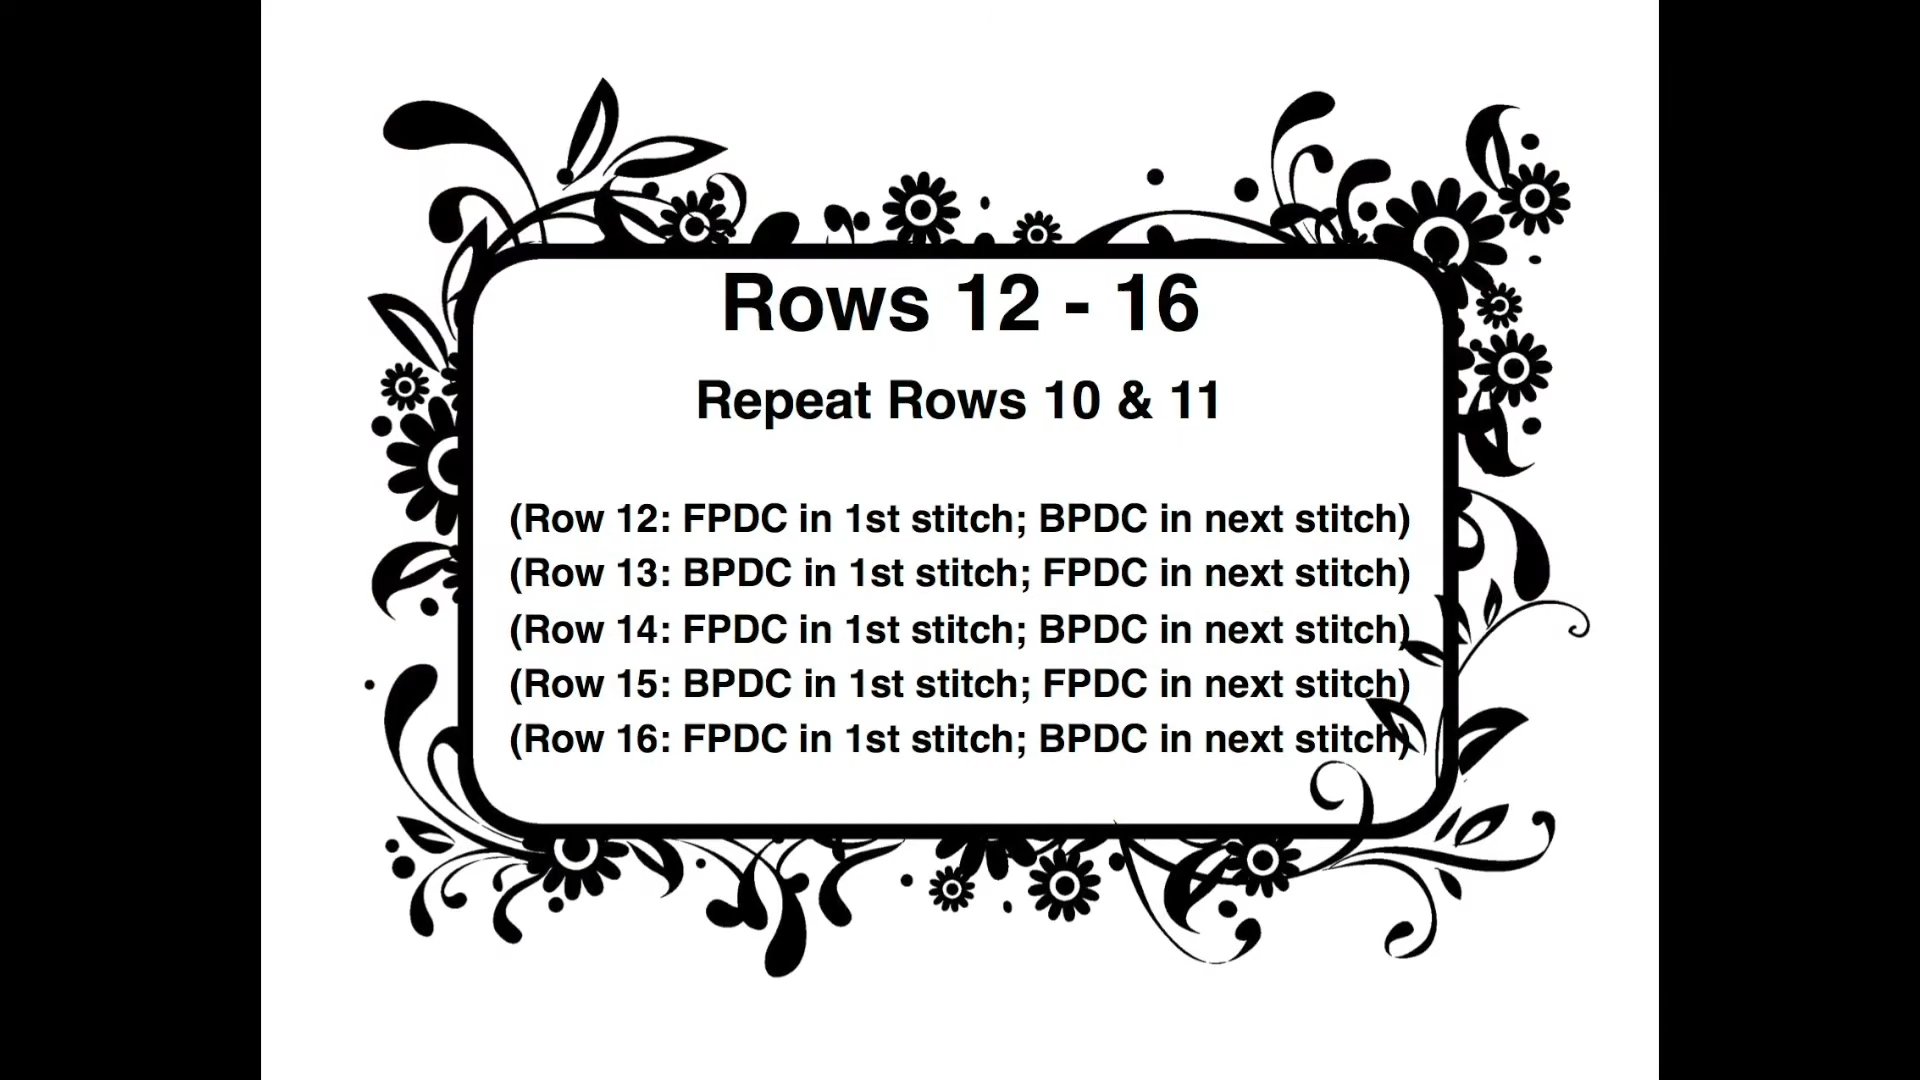 Rows 12 - 16
Repeat Rows 10 & 11
(Row 12: FPDC in 1st stitch; BPDC in next stitch)
(Row 13: BPDC in 1st stitch; FPDC in next stitch)
(Row 14: FPDC in 1st stitch; BPDC in next stitch)
(Row 15: BPDC in 1st stitch; FPDC in next stitch)
(Row 16: FPDC in 1st stitch; BPDC in next stitch)